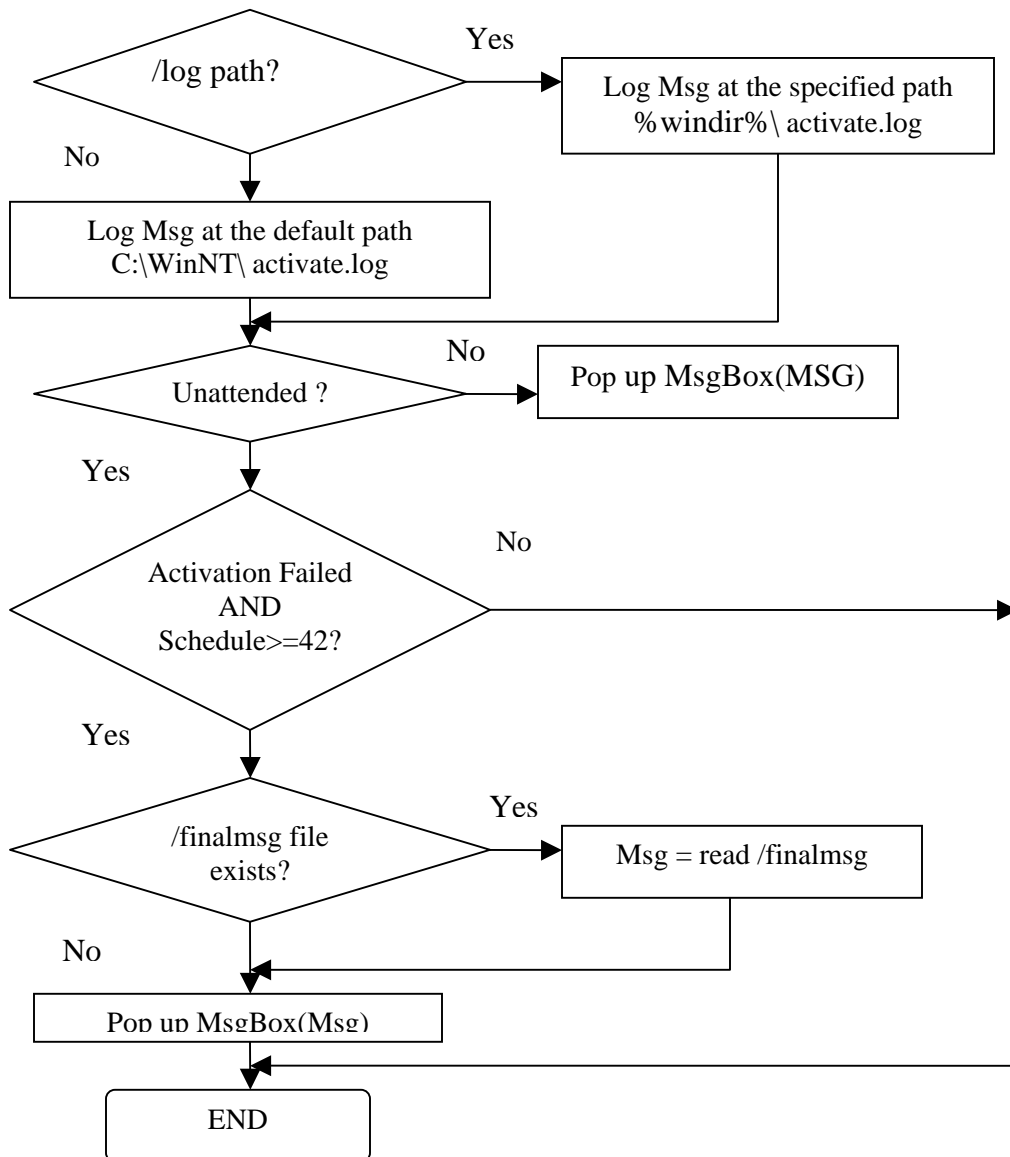 Yes
/log path?
Log Msg at the specified path
%windir%\ activate.log
No
Log Msg at the default path
C:\WinNT\ activate.log
No
Unattended ?
Pop up MsgBox(MSG)
Yes
No
Activation Failed
AND
Schedule>=42?
Yes
Yes
/finalmsg file
exists?
Msg = read /finalmsg
No
Pop up MsgBox(Msg)
END